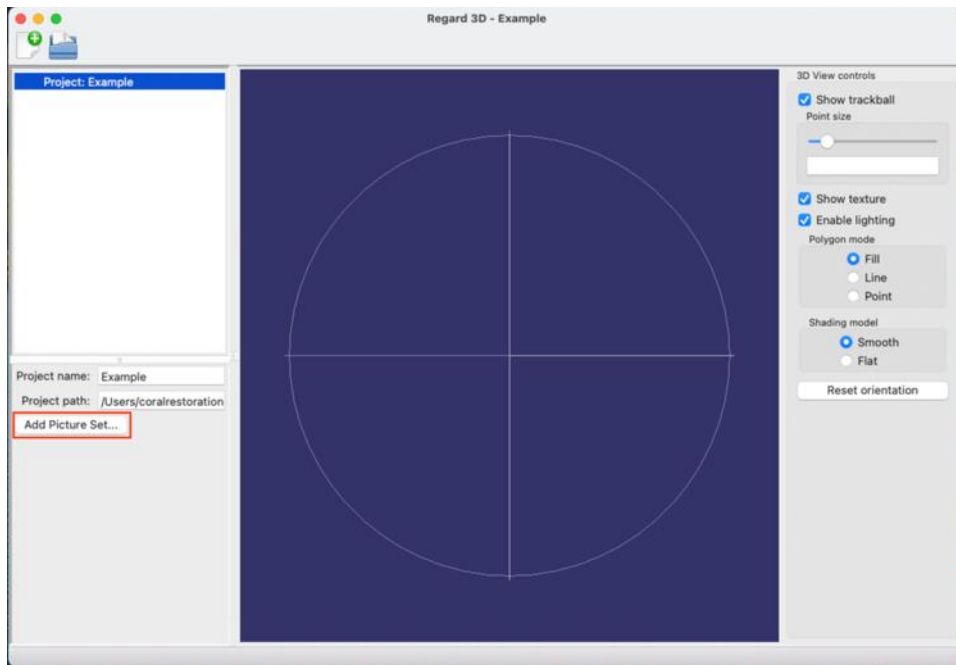 Regard 3D - Example
Project: Example
Project name: Example
Project path: /Users/coralrestoration
Add Picture Set...
3D View controls
Show trackball
Point size
Show texture
Enable lighting
Polygon mode
Fill
Line
Point
Shading model
Smooth
Flat
Reset orientation